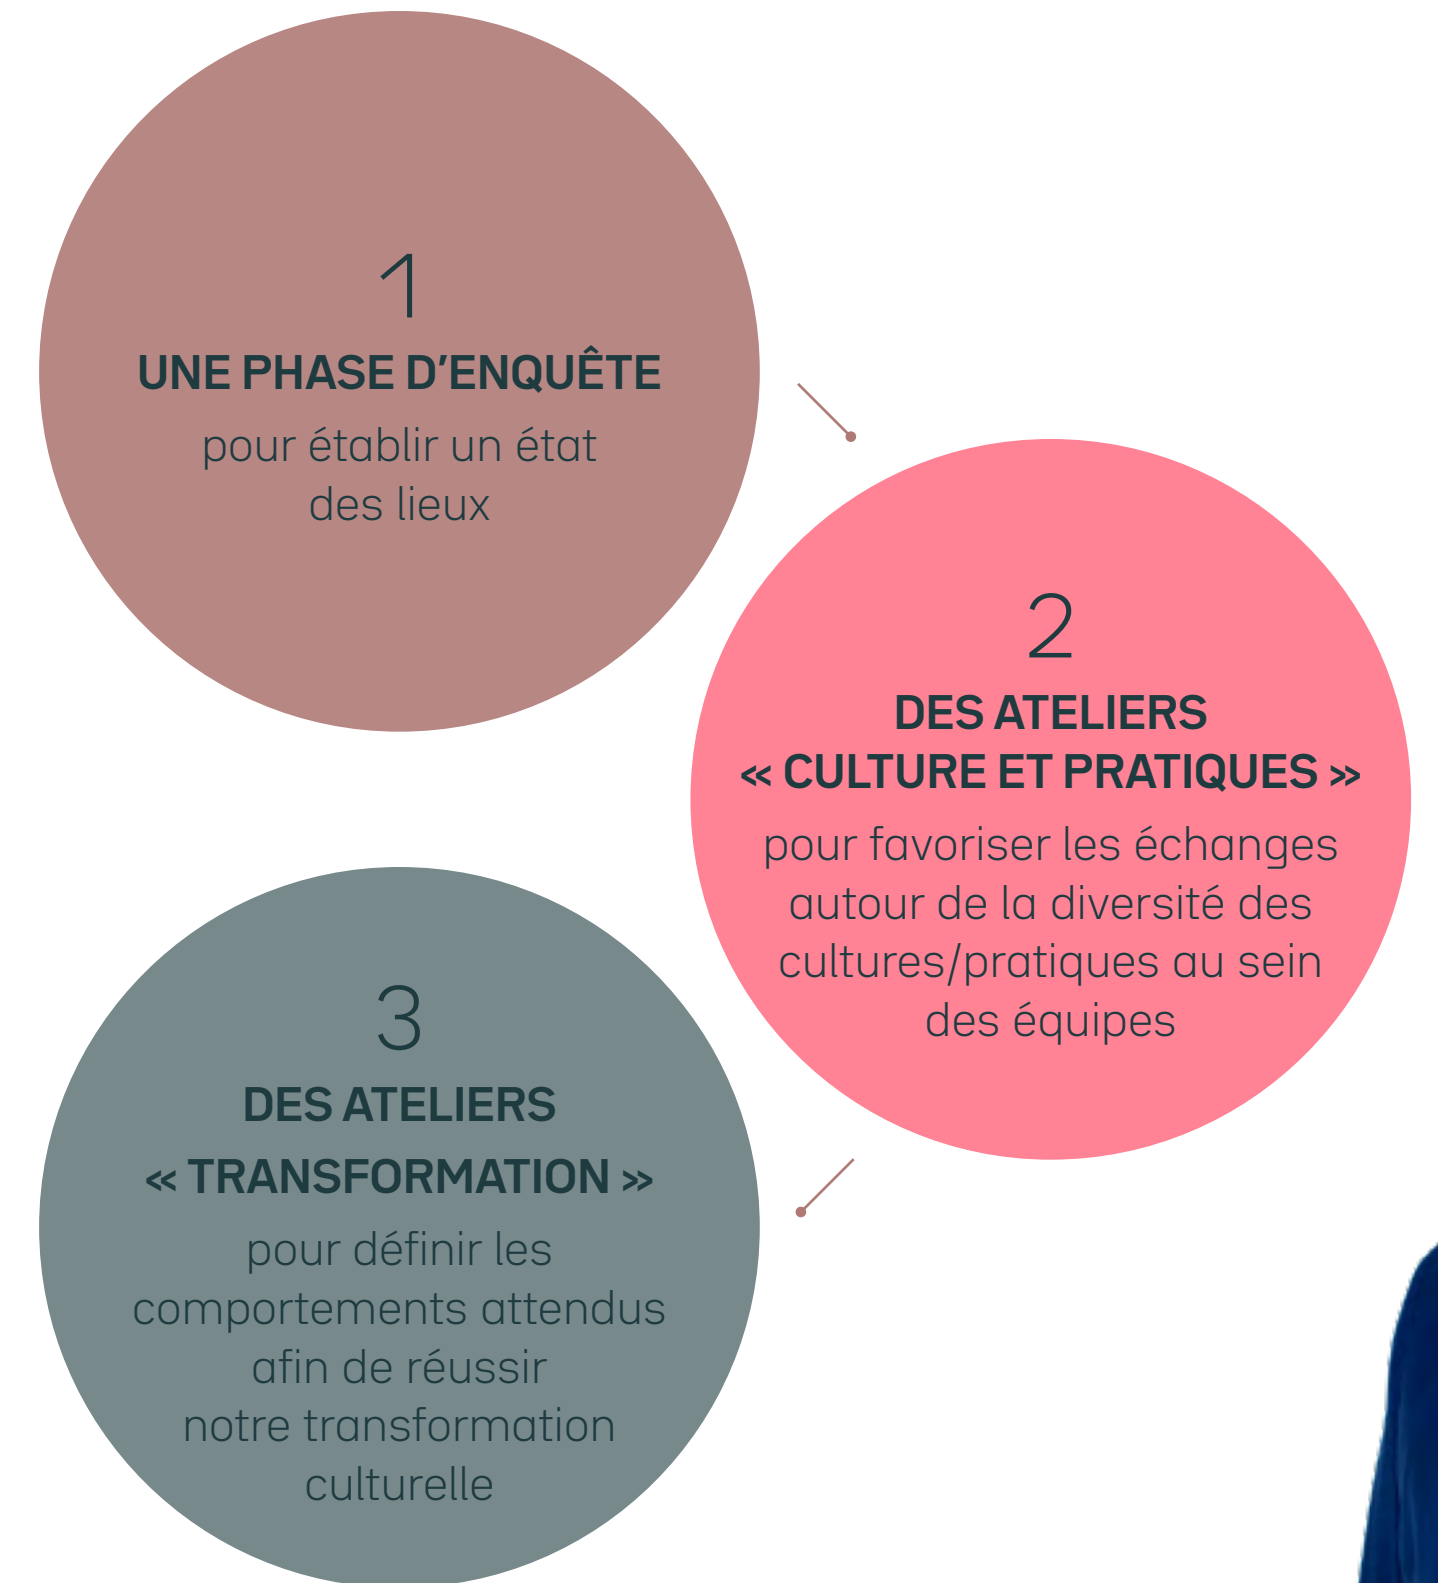 1
UNE PHASE D’ENQUÊTE
pour établir un état
des lieux
2
DES ATELIERS
« CULTURE ET PRATIQUES »
pour favoriser les échanges
autour de la diversité des
cultures/pratiques au sein
des équipes
3
DES ATELIERS
« TRANSFORMATION »
pour définir les
comportements attendus
afin de réussir
notre transformation
culturelle